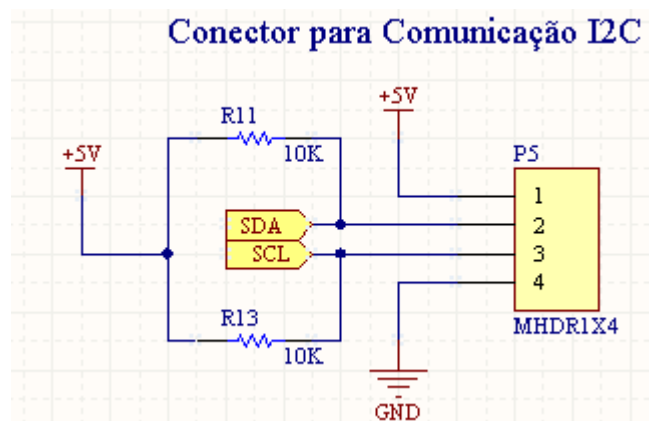 Conector para Comunicação I2C
+5V
R11
10K
+5V
P5
SDA
SCL
1
2
3
4
R13
10K
MHDR1X4
GND